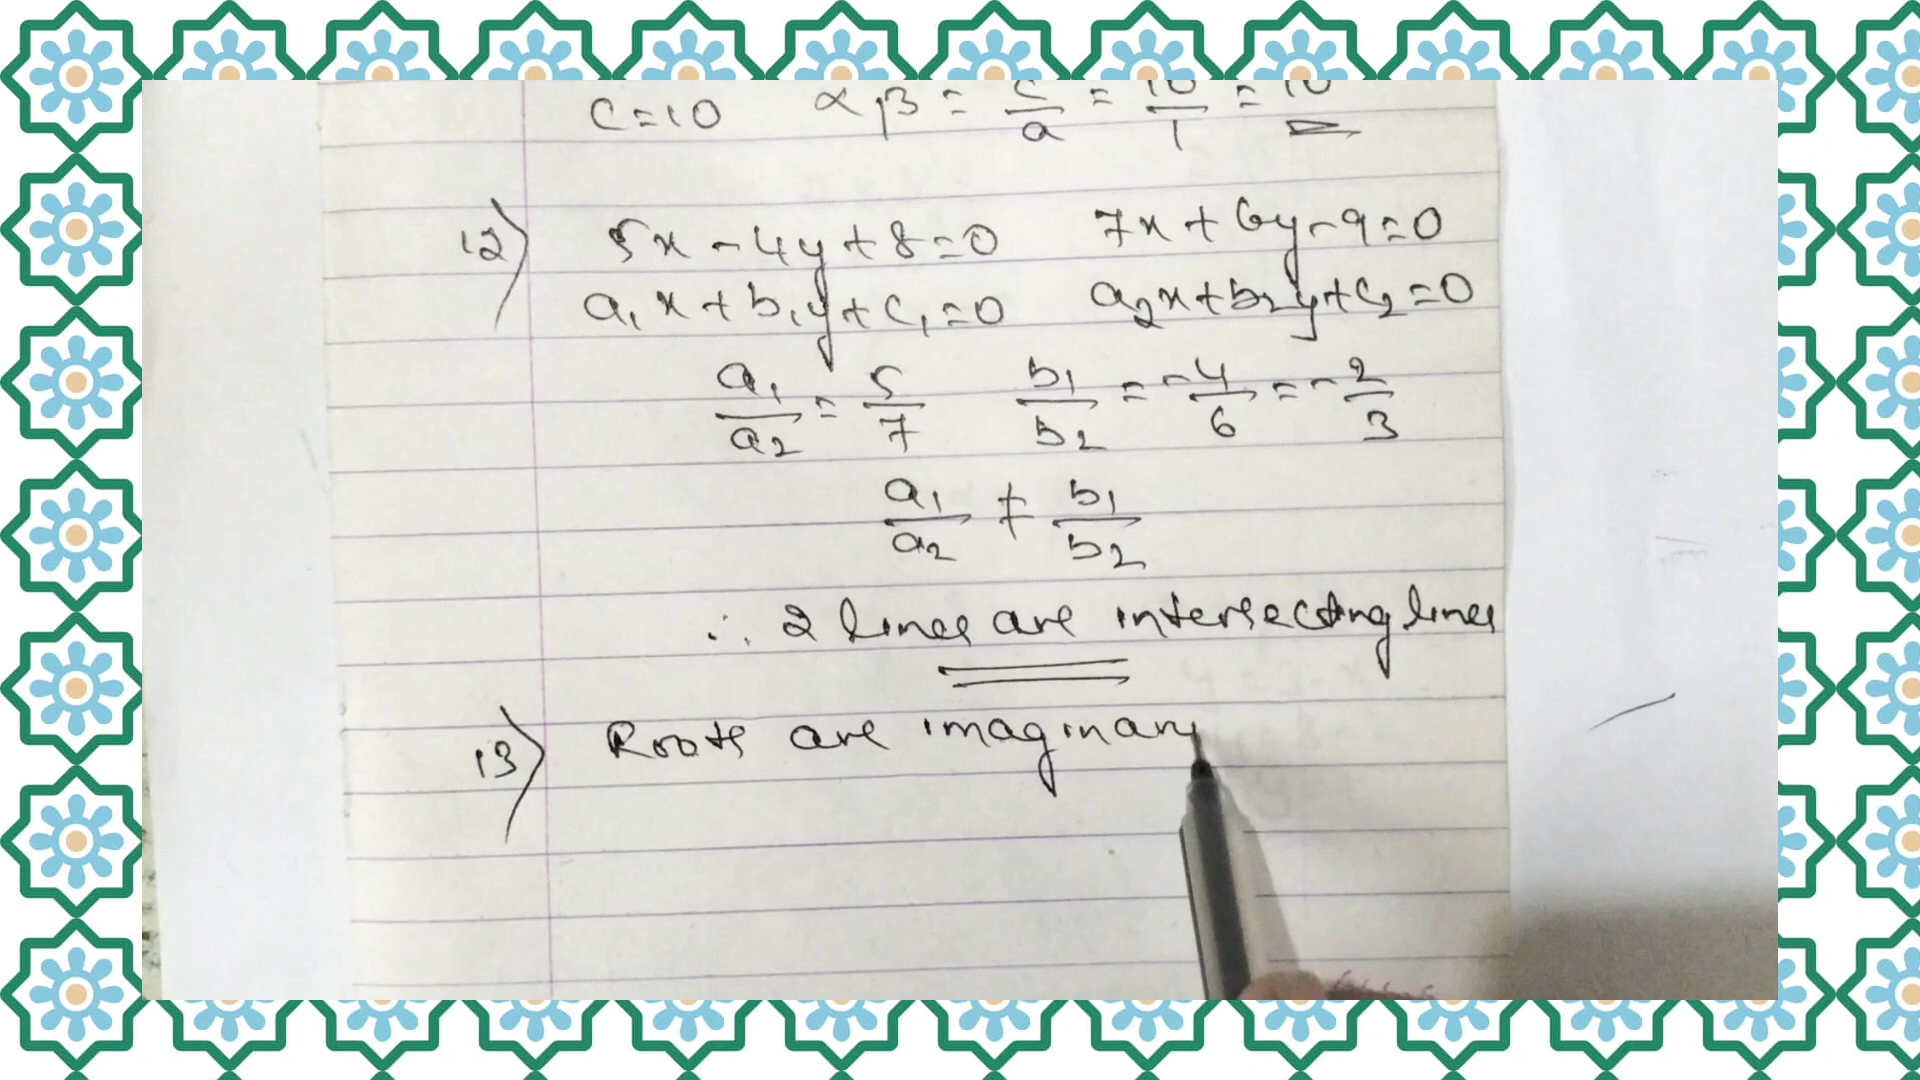 C=10 αβ = c/a = 10/1 = 10
12) 5x - 4y + 8 = 0 7x + 6y - 9 = 0
a₁x + b₁y + c₁ = 0 a₂x + b₂y + c₂ = 0
a₁/a₂ = 5/7 b₁/b₂ = -4/6 = -2/3
a₁/a₂ ≠ b₁/b₂
∴ 2 lines are intersecting lines
13) Roots are imaginary